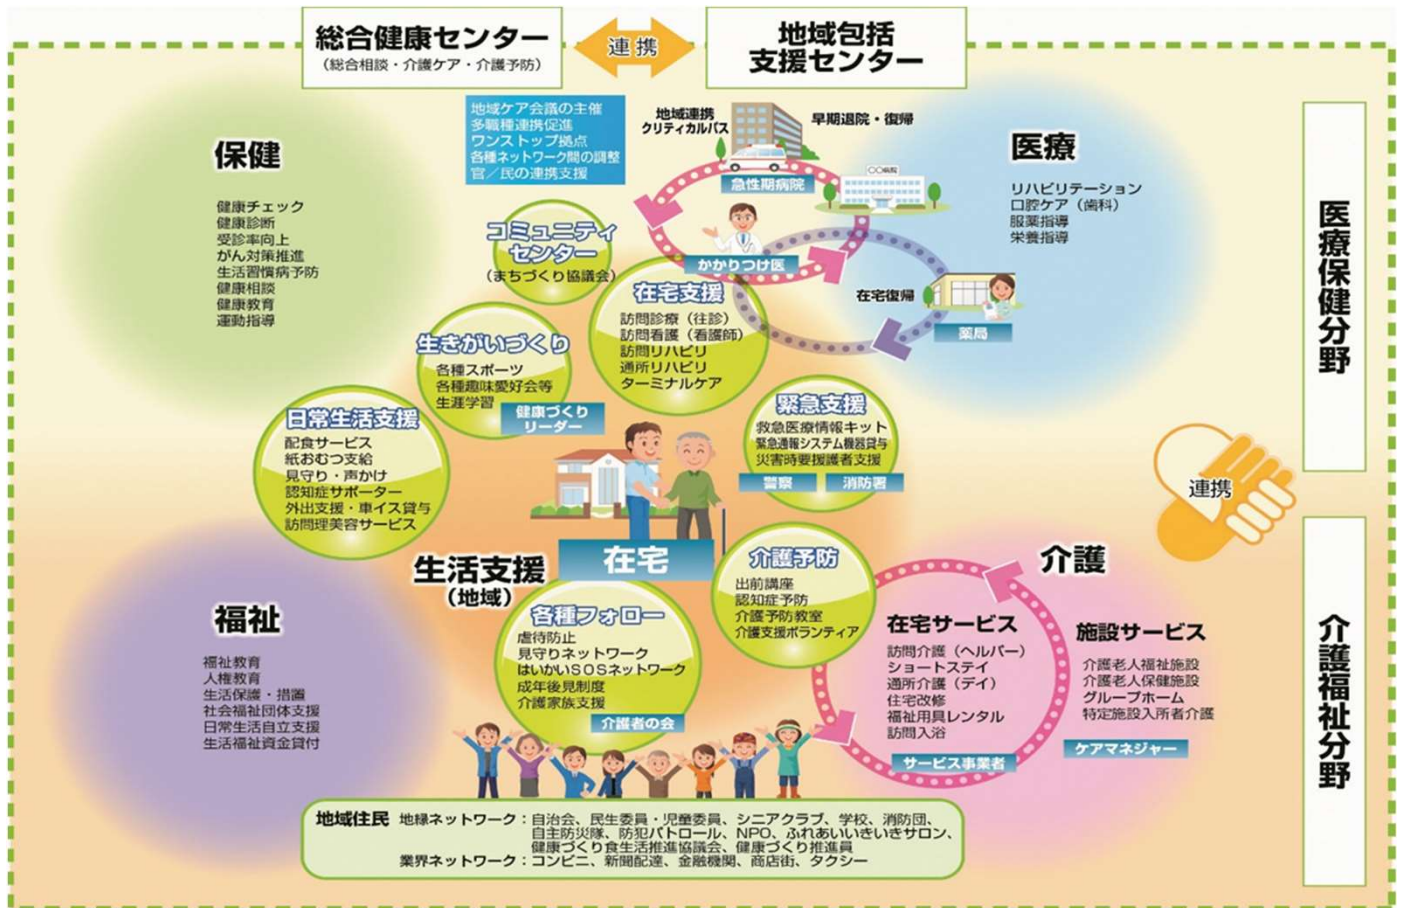 総合健康センター
（総合相談・介護ケア・介護予防）
連携
地域包括
支援センター
地域ケア会議の主催
多職種連携促進
ワンストップ拠点
各種ネットワーク間の調整
官／民の連携支援
地域連携
クリティカルパス
早期退院・復帰
急性期病院
〇〇病院
かかりつけ医
在宅復帰
薬局
保健
健康チェック
健康診断
受診率向上
がん対策推進
生活習慣病予防
健康相談
健康教育
運動指導
医療
リハビリテーション
口腔ケア（歯科）
服薬指導
栄養指導
医療保健分野
コミュニティ
センター
（まちづくり協議会）
在宅支援
訪問診療（往診）
訪問看護（看護師）
訪問リハビリ
通所リハビリ
ターミナルケア
生きがいづくり
各種スポーツ
各種趣味愛好会等
生涯学習
健康づくり
リーダー
日常生活支援
配食サービス
紙おむつ支給
見守り・声かけ
認知症サポーター
外出支援・車イス貸与
訪問理美容サービス
緊急支援
救急医療情報キット
緊急通報システム機器貸与
災害時要援護者支援
警察
消防署
連携
在宅
生活支援
（地域）
介護予防
出前講座
認知症予防
介護予防教室
介護支援ボランティア
各種フォロー
虐待防止
見守りネットワーク
はいかいSOSネットワーク
成年後見制度
介護家族支援
介護者の会
福祉
福祉教育
人権教育
生活保護・措置
社会福祉団体支援
日常生活自立支援
生活福祉資金貸付
介護
在宅サービス
訪問介護（ヘルパー）
ショートステイ
通所介護（デイ）
住宅改修
福祉用具レンタル
訪問入浴
サービス事業者
施設サービス
介護老人福祉施設
介護老人保健施設
グループホーム
特定施設入所者介護
ケアマネジャー
介護福祉分野
地域住民 地縁ネットワーク：自治会、民生委員・児童委員、シニアクラブ、学校、消防団、
自主防災隊、防犯パトロール、NPO、ふれあいいきいきサロン、
健康づくり食生活推進協議会、健康づくり推進員
業界ネットワーク：コンビニ、新聞配達、金融機関、商店街、タクシー